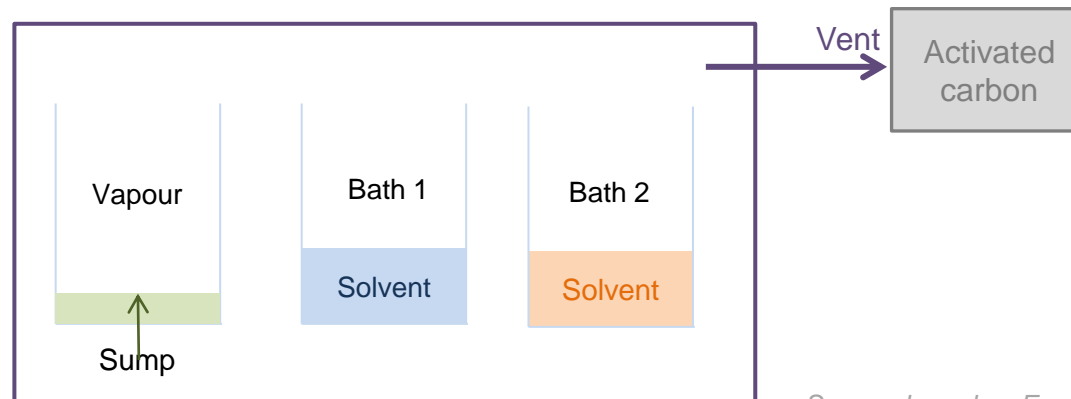 Vent
Activated
carbon
Vapour
Bath 1
Bath 2
Solvent
Solvent
Sump